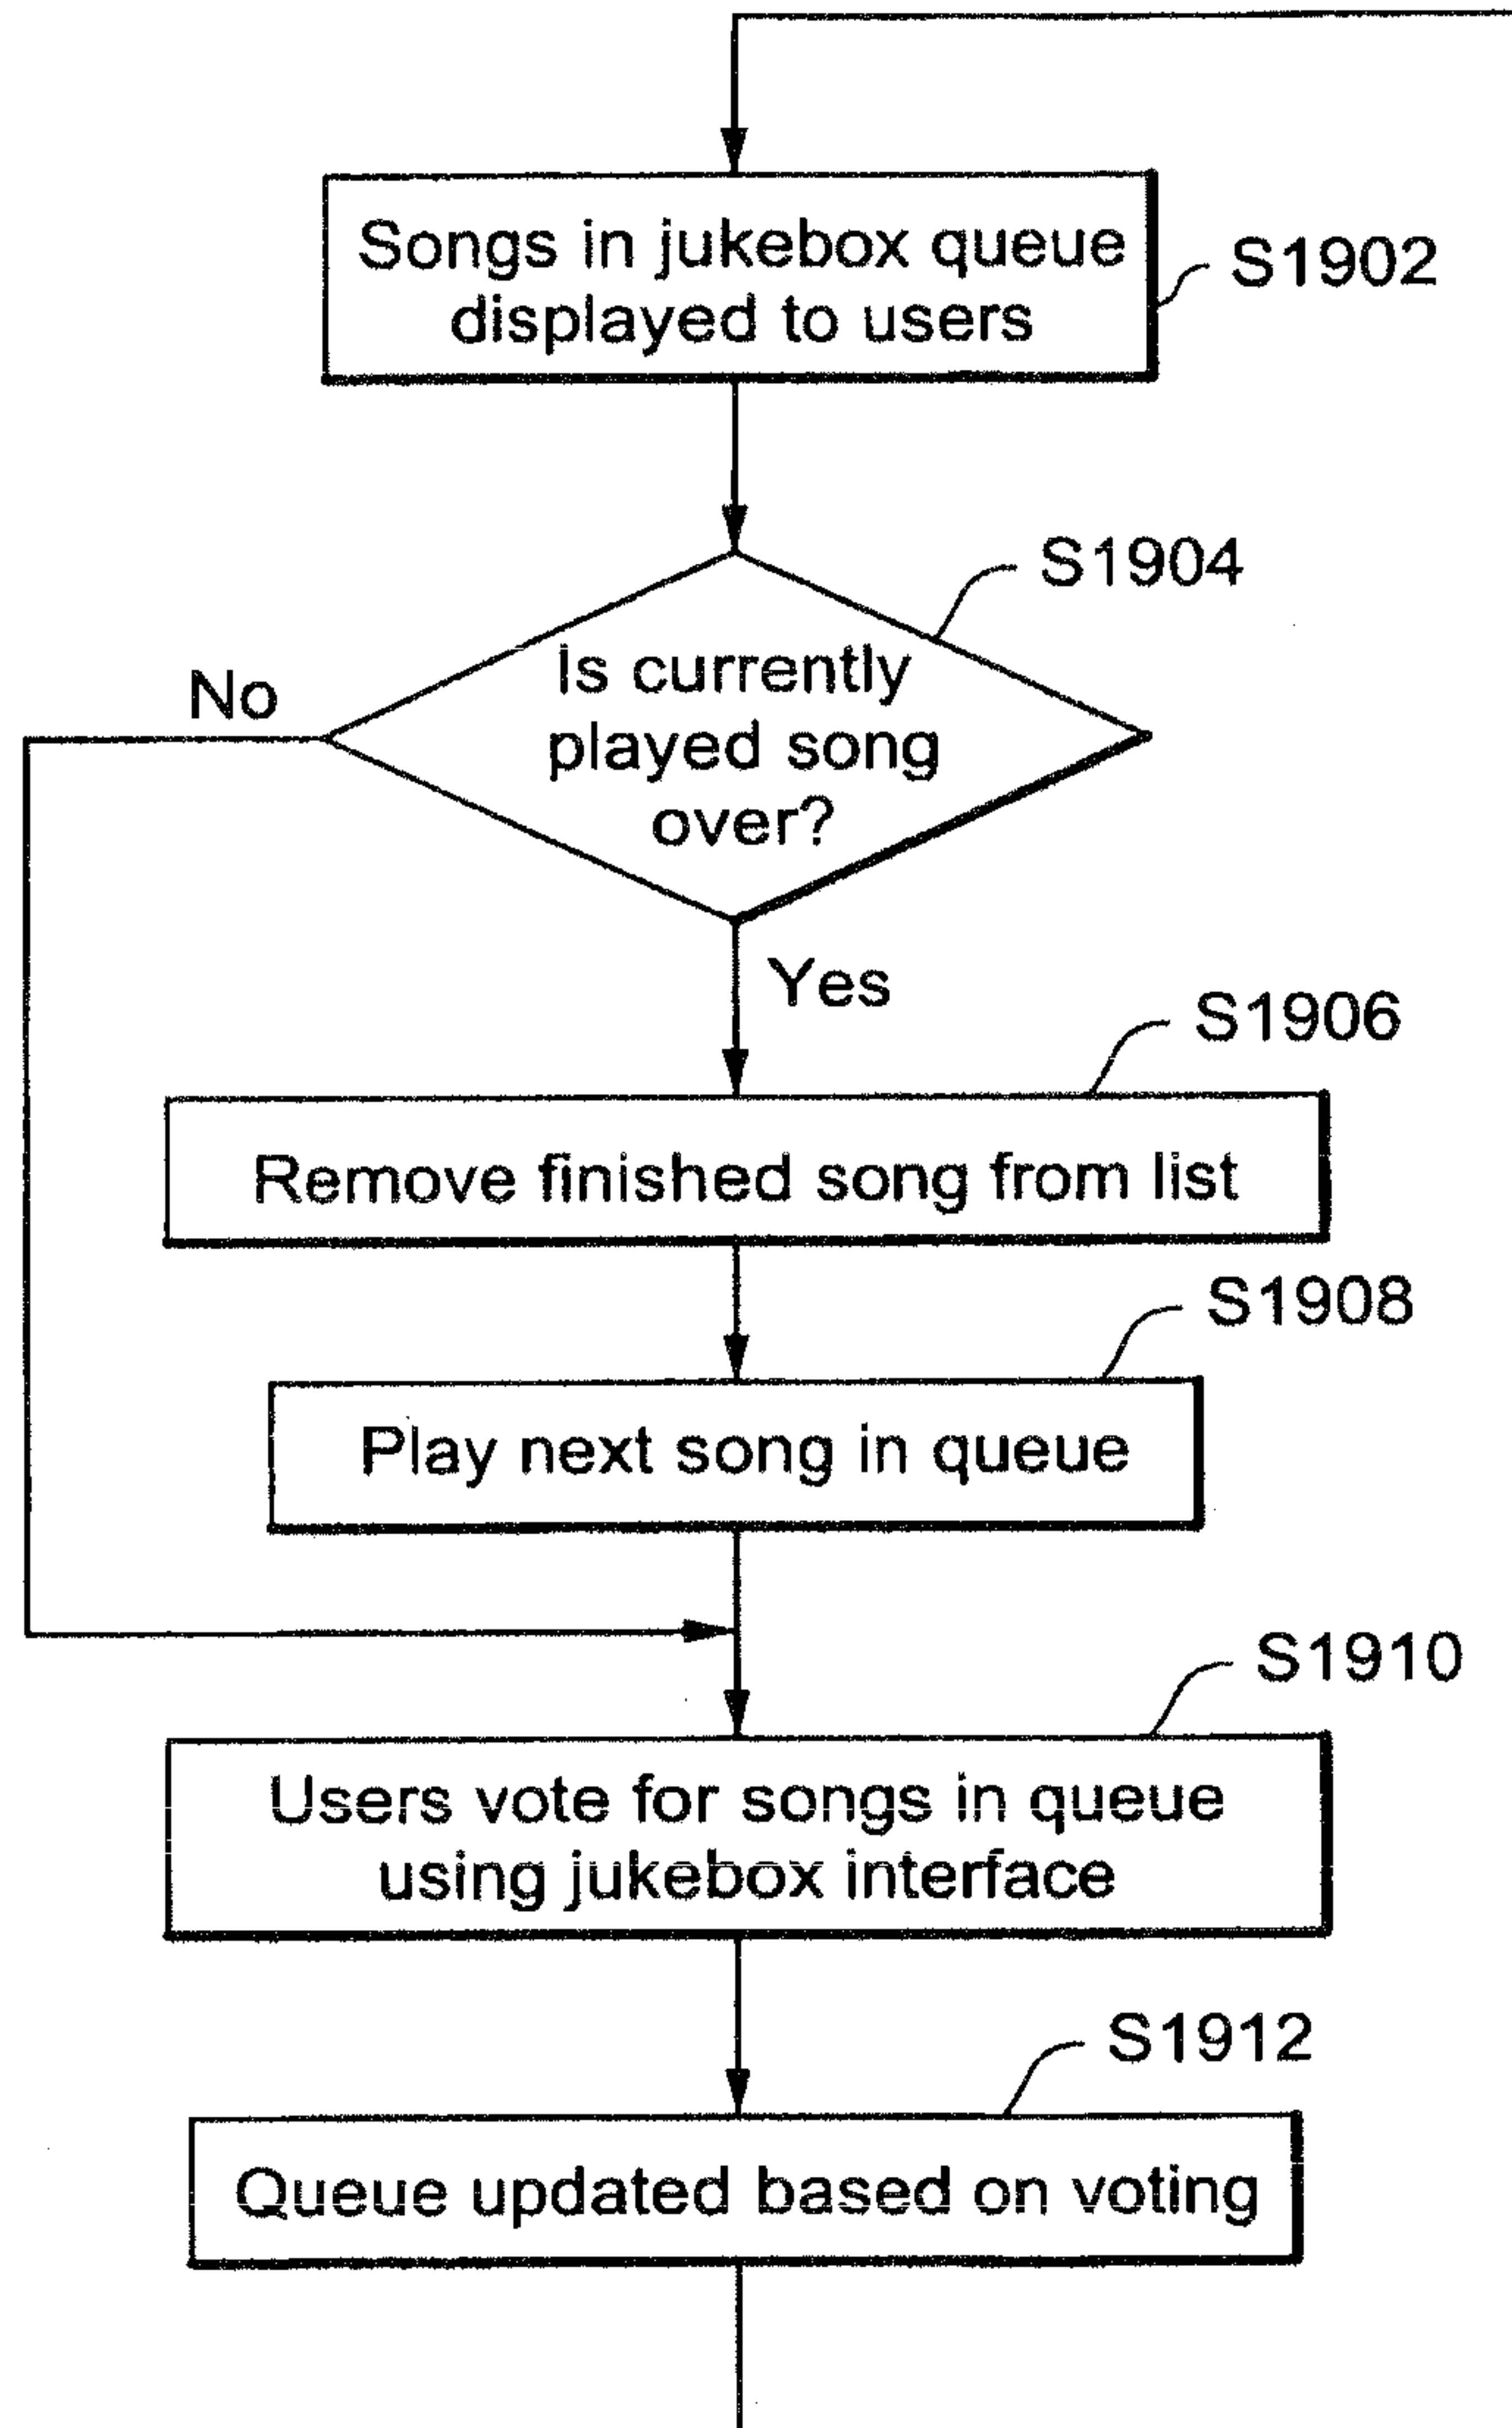 Songs in jukebox queue
displayed to users
S1902
S1904
Is currently
played song
over?
No
Yes
S1906
Remove finished song from list
S1908
Play next song in queue
S1910
Users vote for songs in queue
using jukebox interface
S1912
Queue updated based on voting